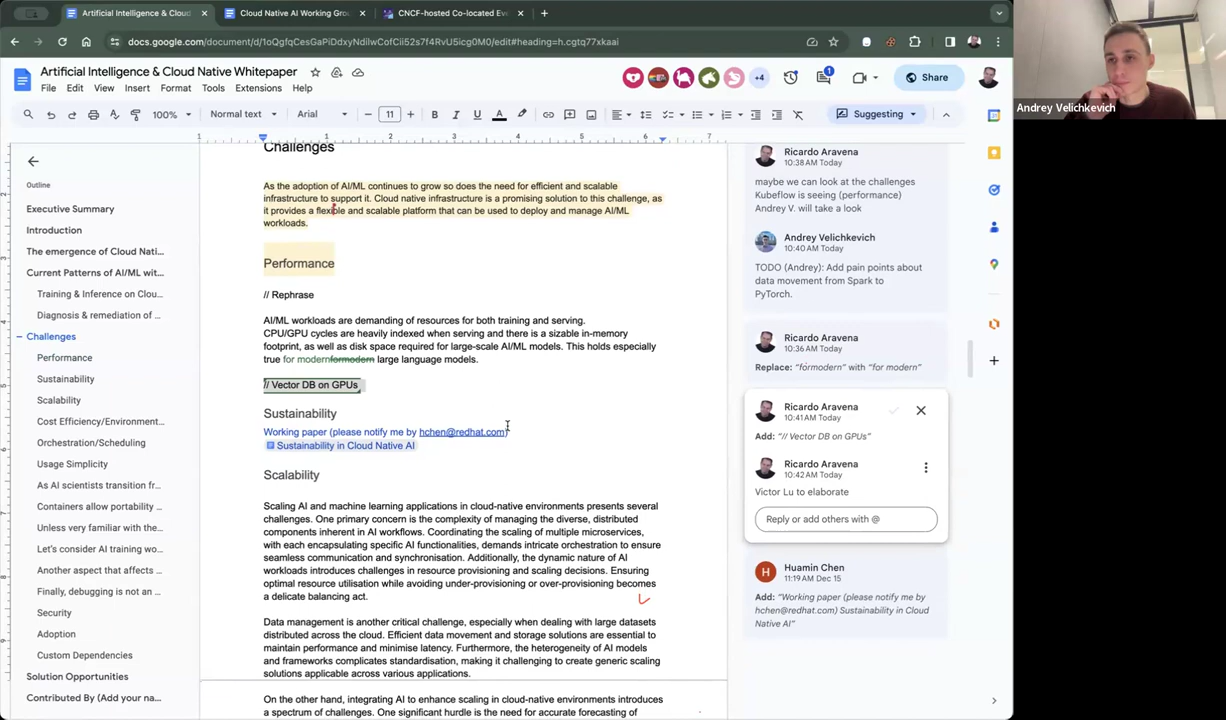 Artificial Intelligence & Cloud
Cloud Native AI Working Gro
CNCF-hosted Co-located Ev
docs.google.com/document/d/1oQgfqCesGaPiDdxyNdilwCofCii52s7f4RvU5icg0M0/edit#heading=h.cgtq77xkaai
Artificial Intelligence & Cloud Native Whitepaper
File Edit View Insert Format Tools Extensions Help
+4
1
Share
100% Normal text Arial 11 B I U A Suggesting
1 1 2 3 4 5 6 7
Outline
Executive Summary
Introduction
The emergence of Cloud Nati...
Current Patterns of AI/ML wit...
Training & Inference on Clou...
Diagnosis & remediation of ...
Challenges
Performance
Sustainability
Scalability
Cost Efficiency/Environment...
Orchestration/Scheduling
Usage Simplicity
As AI scientists transition fr...
Containers allow portability ...
Unless very familiar with the...
Let's consider AI training wo...
Another aspect that affects ...
Finally, debugging is not an ...
Security
Adoption
Custom Dependencies
Solution Opportunities
Contributed By (Add your na...
4
5
6
7
8
9
Challenges
As the adoption of AI/ML continues to grow so does the need for efficient and scalable
infrastructure to support it. Cloud native infrastructure is a promising solution to this challenge, as
it provides a flexible and scalable platform that can be used to deploy and manage AI/ML
workloads.
Performance
// Rephrase
AI/ML workloads are demanding of resources for both training and serving.
CPU/GPU cycles are heavily indexed when serving and there is a sizable in-memory
footprint, as well as disk space required for large-scale AI/ML models. This holds especially
true for modernformodern large language models.
// Vector DB on GPUs
Sustainability
Working paper (please notify me by hchen@redhat.com)
Sustainability in Cloud Native AI
Scalability
Scaling AI and machine learning applications in cloud-native environments presents several
challenges. One primary concern is the complexity of managing the diverse, distributed
components inherent in AI workflows. Coordinating the scaling of multiple microservices,
with each encapsulating specific AI functionalities, demands intricate orchestration to ensure
seamless communication and synchronisation. Additionally, the dynamic nature of AI
workloads introduces challenges in resource provisioning and scaling decisions. Ensuring
optimal resource utilisation while avoiding under-provisioning or over-provisioning becomes
a delicate balancing act.
Data management is another critical challenge, especially when dealing with large datasets
distributed across the cloud. Efficient data movement and storage solutions are essential to
maintain performance and minimise latency. Furthermore, the heterogeneity of AI models
and frameworks complicates standardisation, making it challenging to create generic scaling
solutions applicable across various applications.
On the other hand, integrating AI to enhance scaling in cloud-native environments introduces
a spectrum of challenges. One significant hurdle is the need for accurate forecasting of
Ricardo Aravena
10:38 AM Today
maybe we can look at the challenges
Kubeflow is seeing (performance)
Andrey V. will take a look
Andrey Velichkevich
10:40 AM Today
TODO (Andrey): Add pain points about
data movement from Spark to
PyTorch.
Ricardo Aravena
10:36 AM Today
Replace: "formodern" with "for modern"
Ricardo Aravena
10:41 AM Today
Add: "// Vector DB on GPUs"
Ricardo Aravena
10:42 AM Today
Victor Lu to elaborate
Reply or add others with @
H
Huamin Chen
11:19 AM Dec 15
Add: "Working paper (please notify me by
hchen@redhat.com) Sustainability in Cloud
Native AI"
Andrey Velichkevich